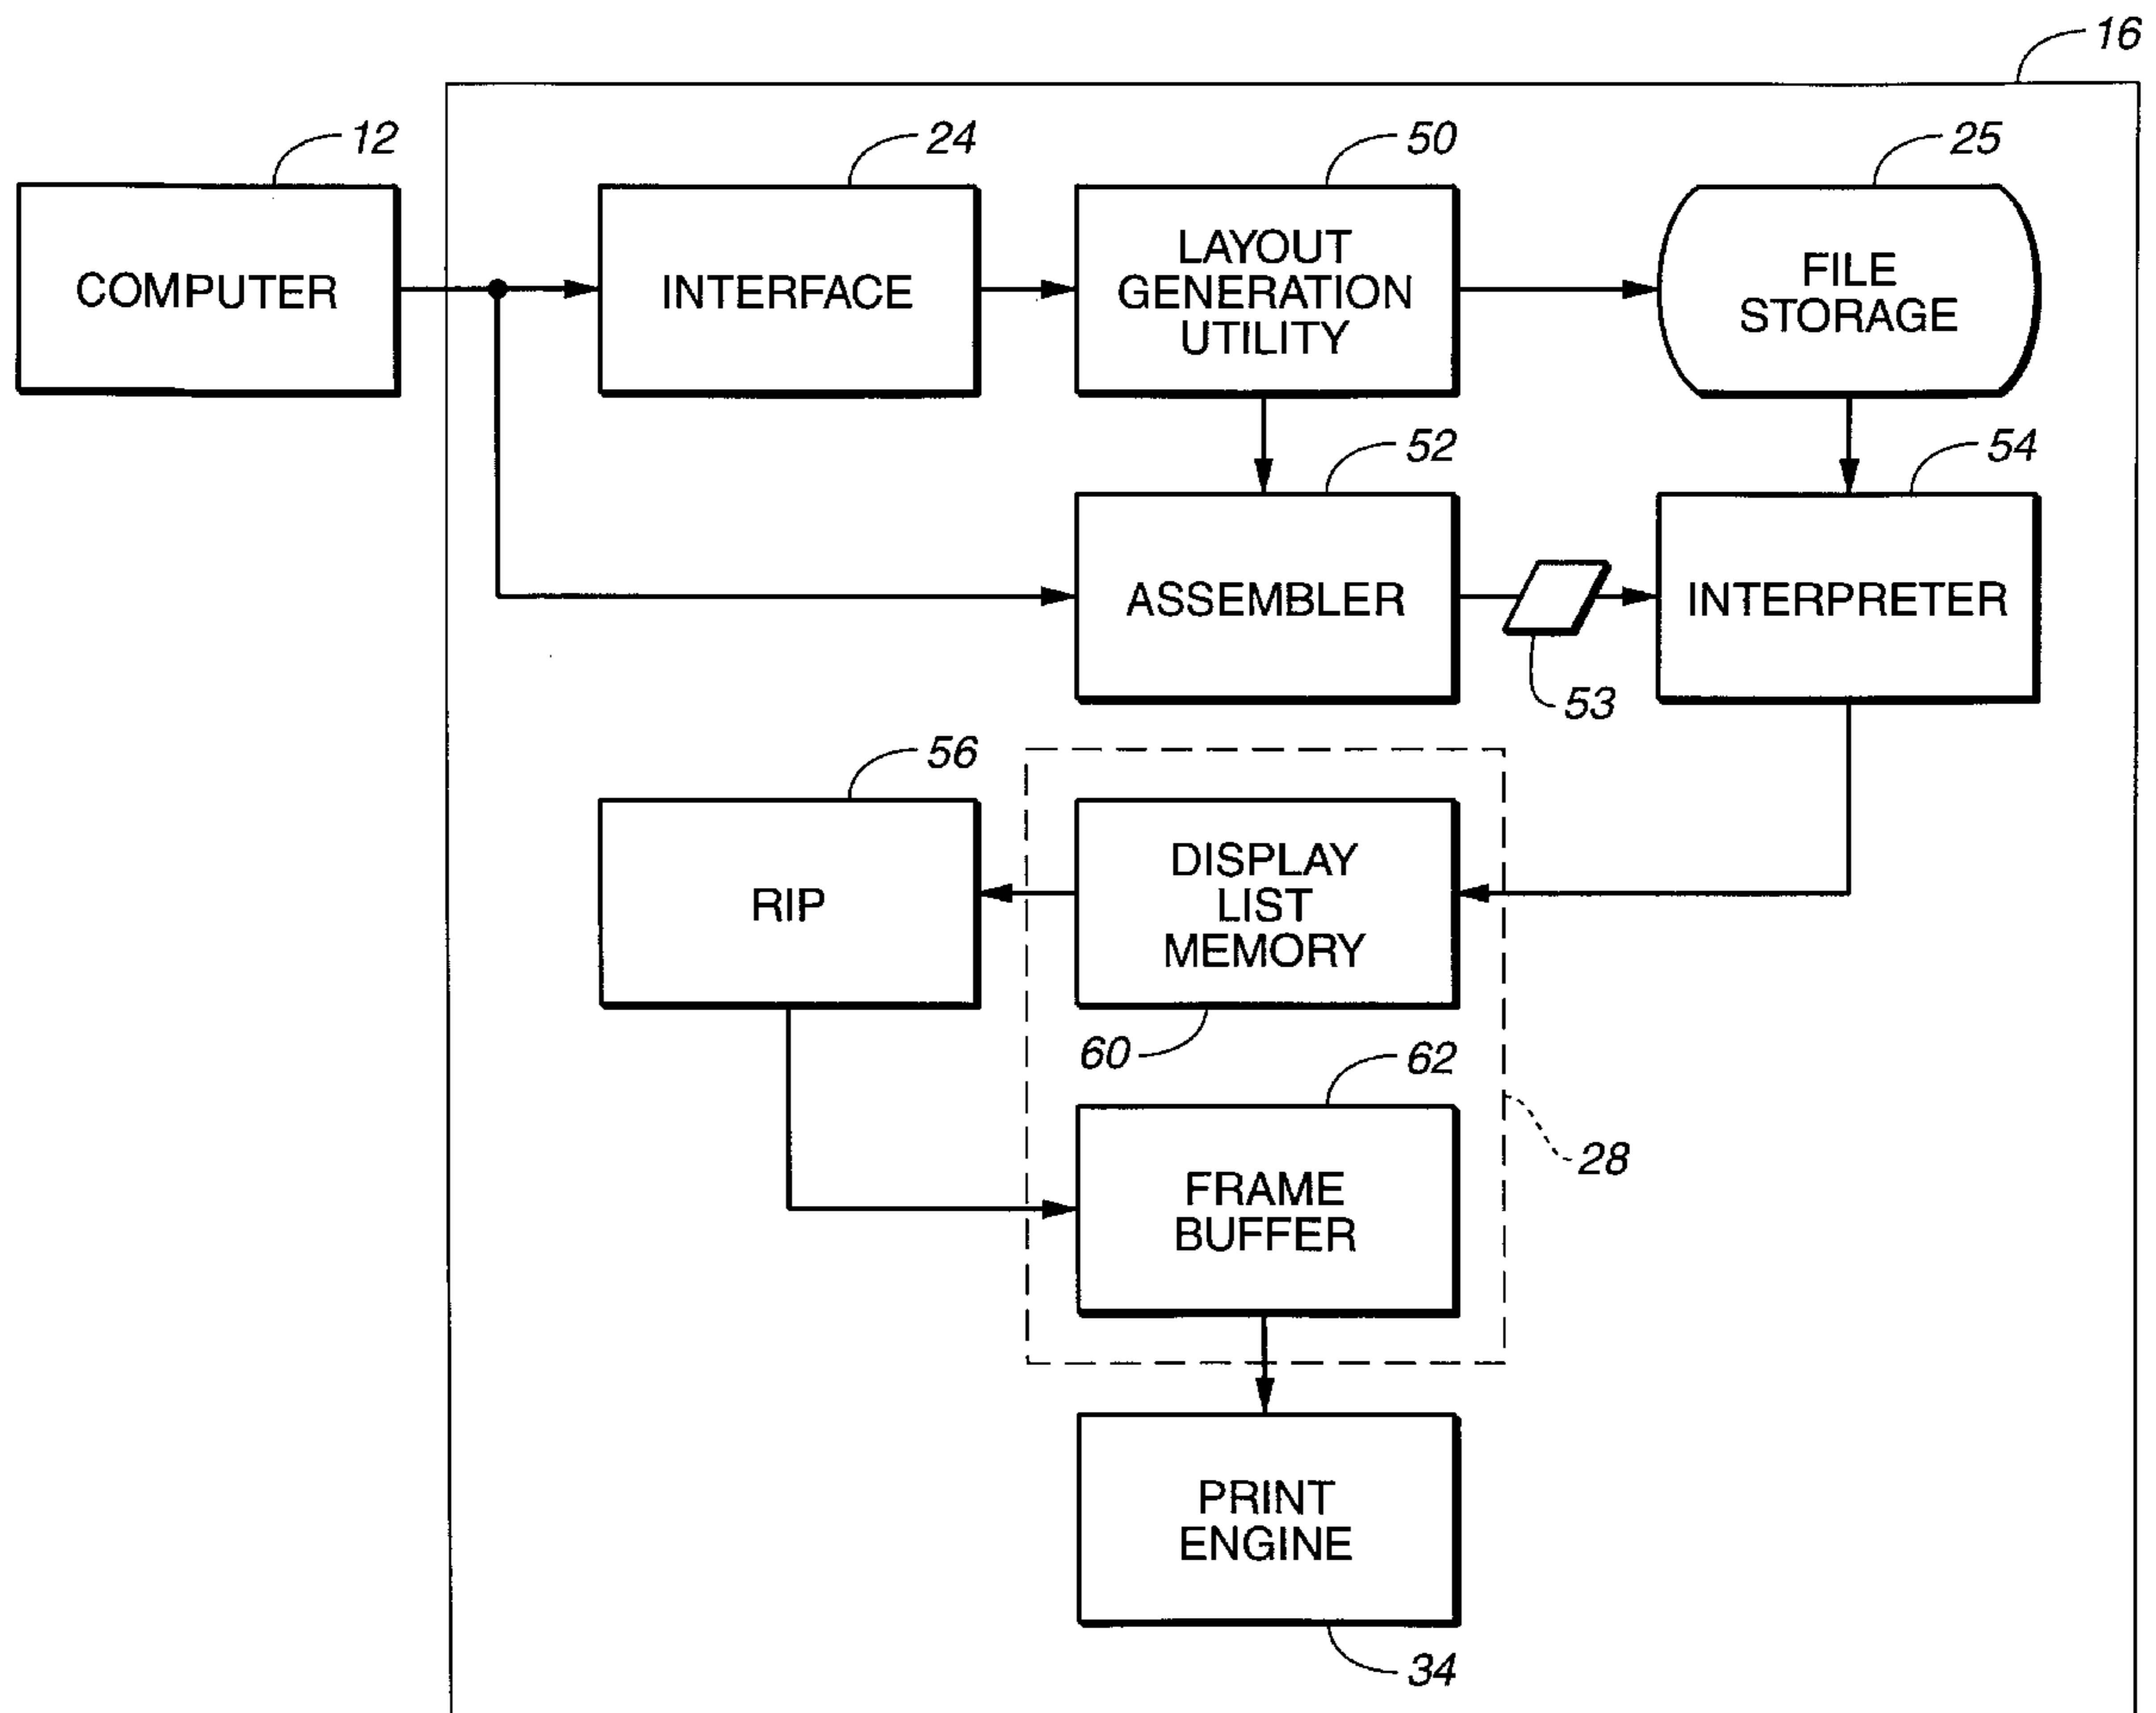 16
12
24
50
25
COMPUTER
INTERFACE
LAYOUT
GENERATION
UTILITY
FILE
STORAGE
52
54
ASSEMBLER
INTERPRETER
53
56
RIP
DISPLAY
LIST
MEMORY
60
62
28
FRAME
BUFFER
PRINT
ENGINE
34